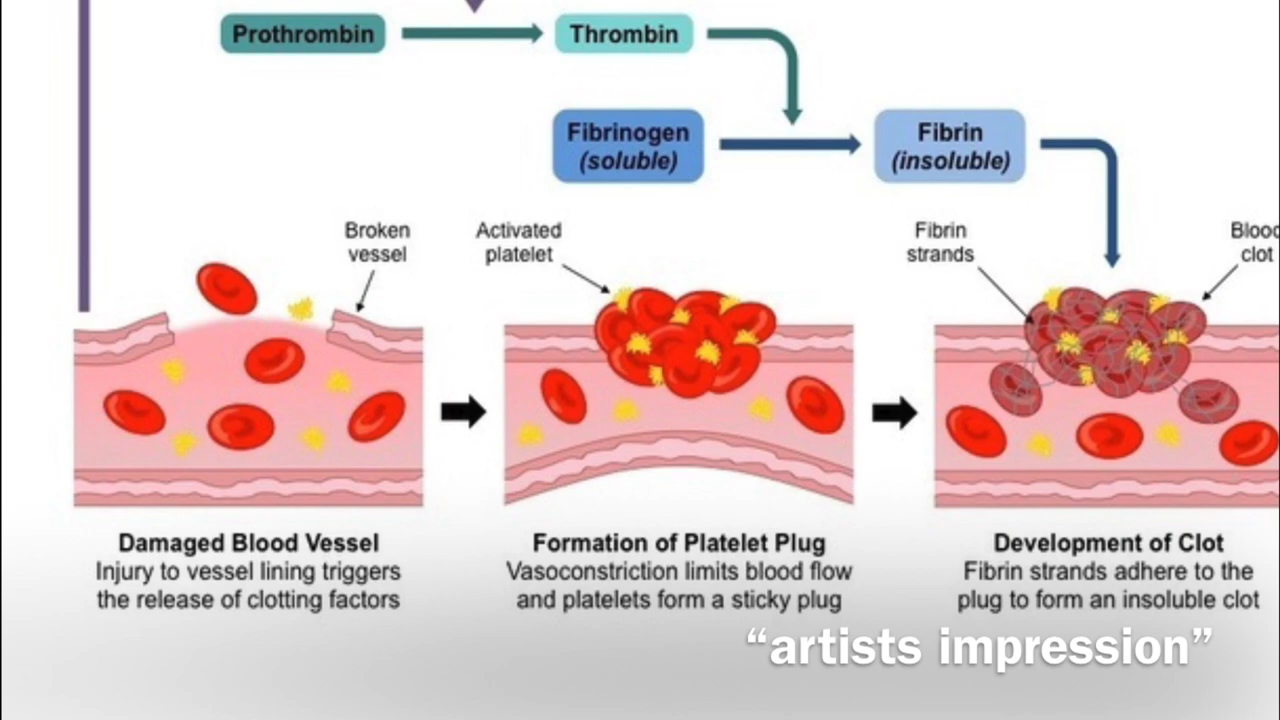 Prothrombin
Thrombin
Fibrinogen
(soluble)
Fibrin
(insoluble)
Broken
vessel
Activated
platelet
Fibrin
strands
Blood
clot
Damaged Blood Vessel
Injury to vessel lining triggers
the release of clotting factors
Formation of Platelet Plug
Vasoconstriction limits blood flow
and platelets form a sticky plug
Development of Clot
Fibrin strands adhere to the
plug to form an insoluble clot
“artists impression”